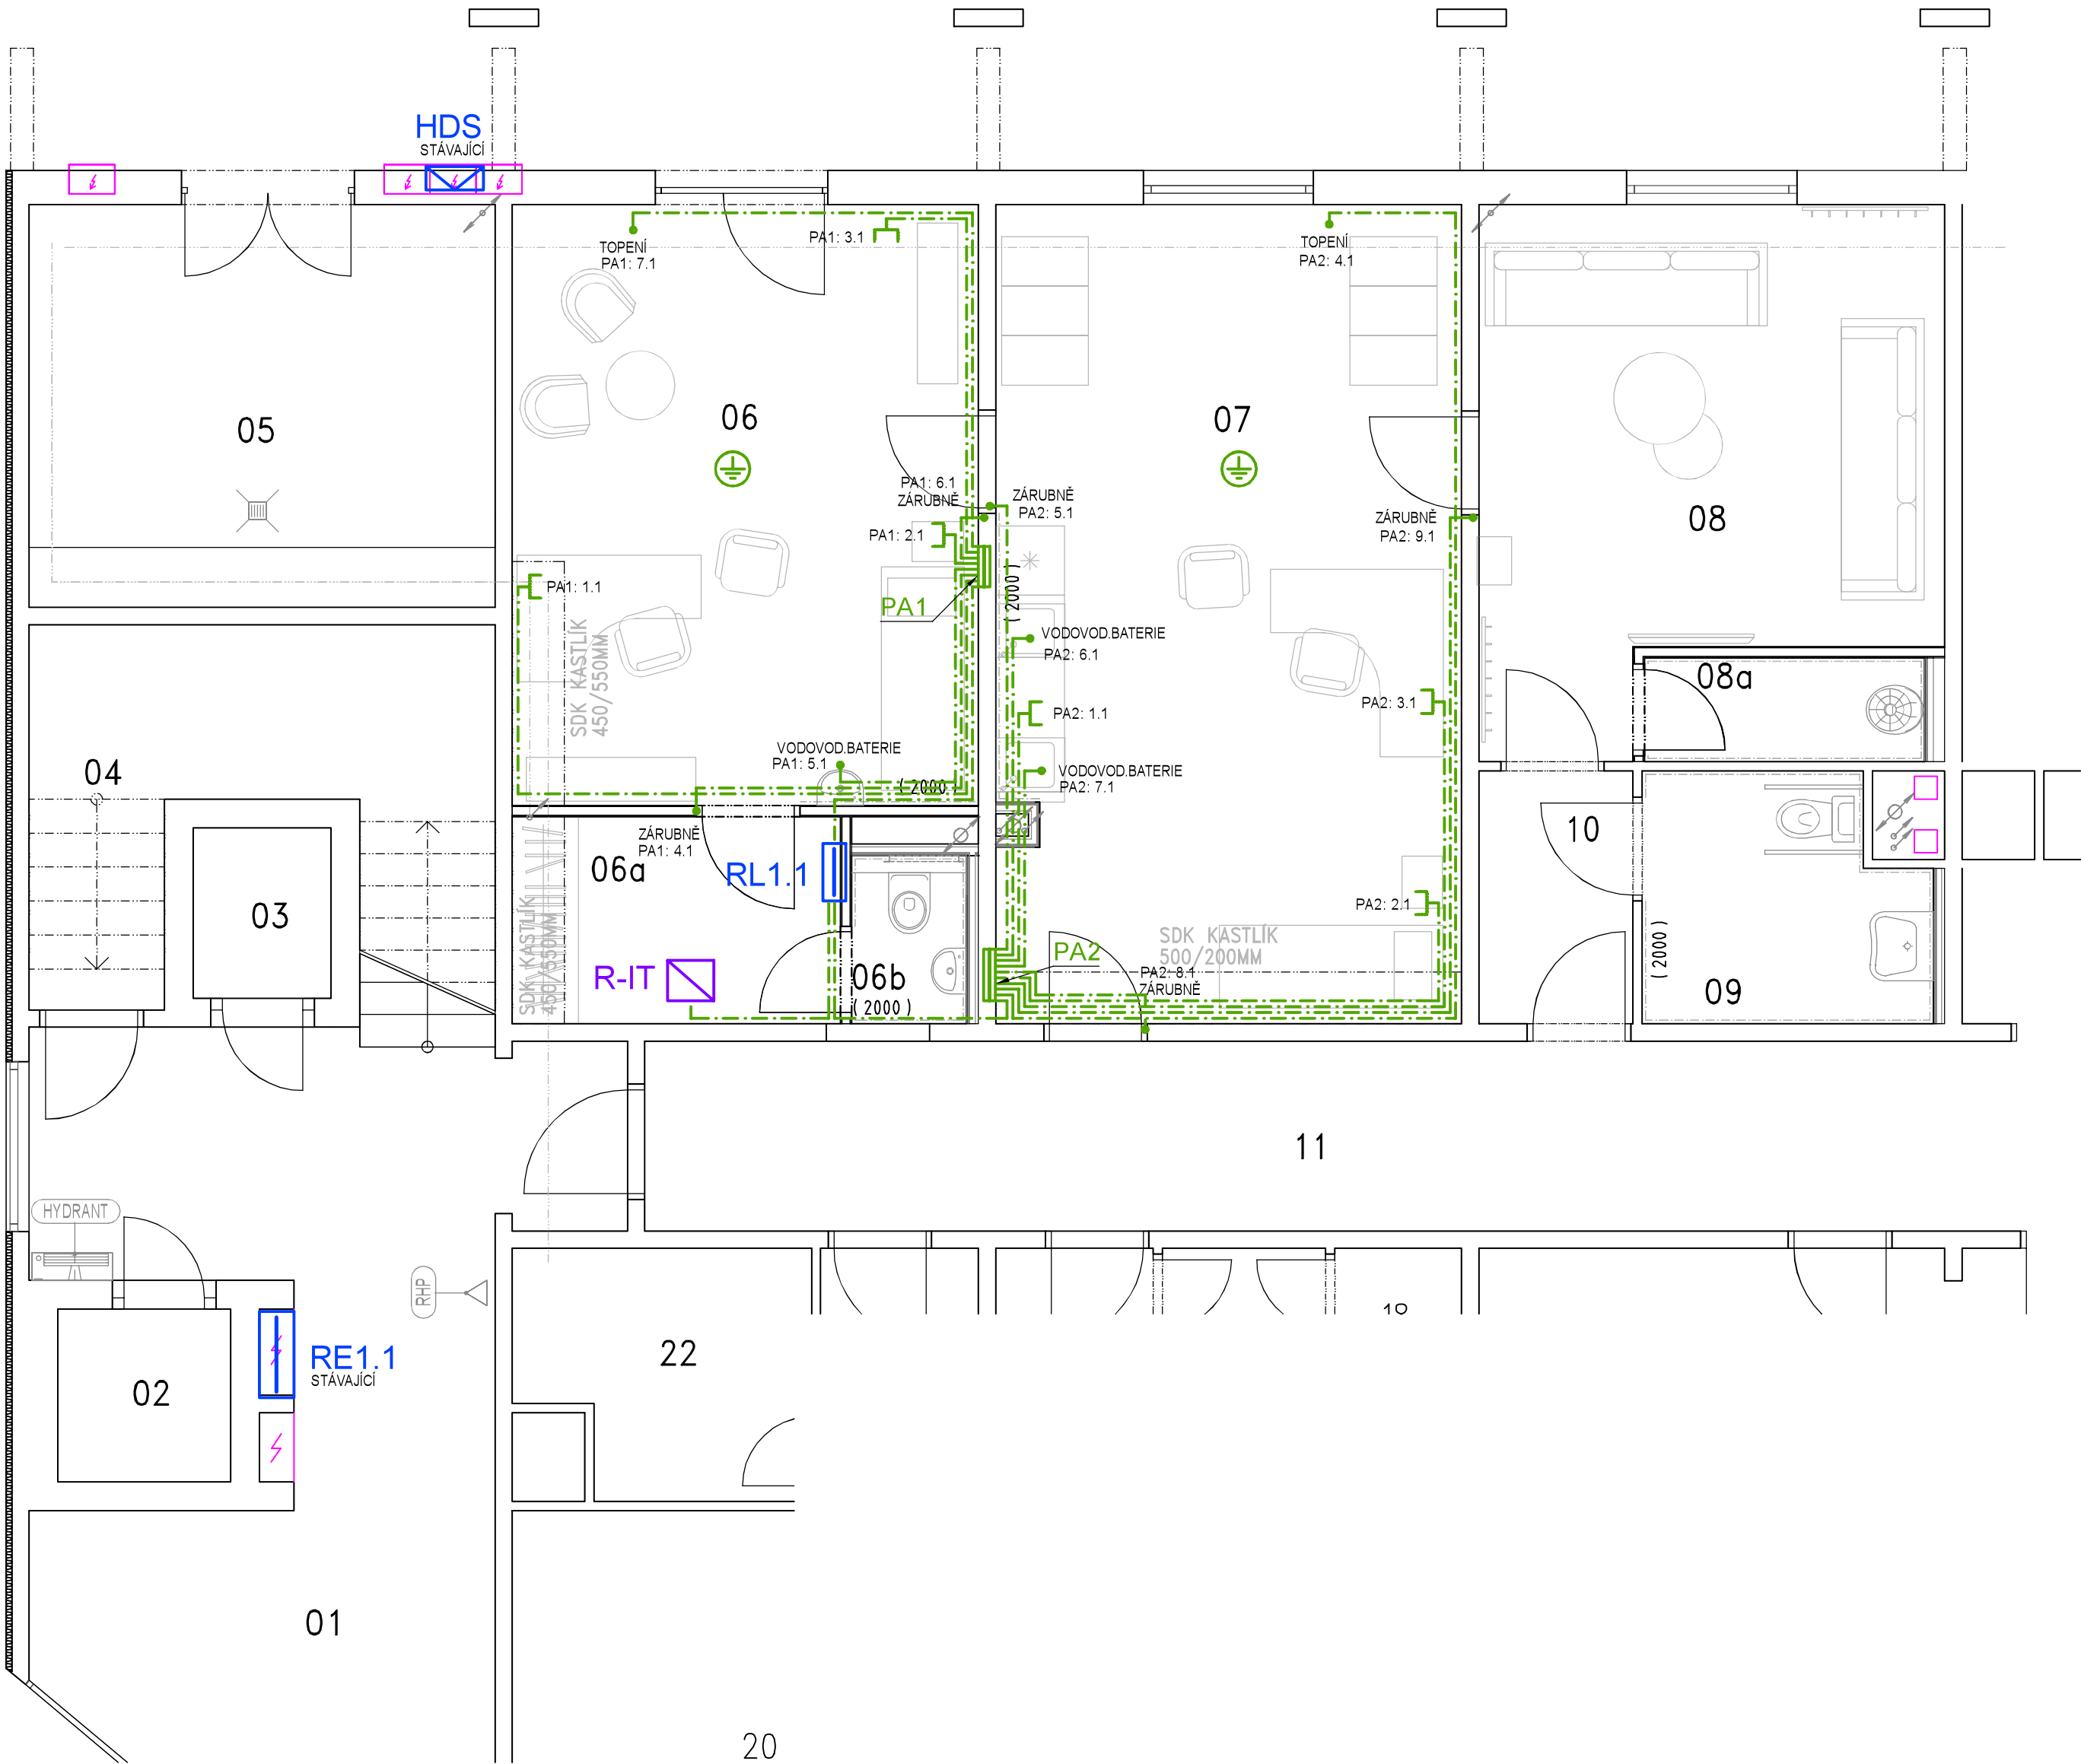 HDS
STÁVAJÍCÍ
TOPENÍ
PA1: 7.1
PA1: 3.1
TOPENÍ
PA2: 4.1
05
06
07
08
PA1: 6.1
ZÁRUBNĚ
ZÁRUBNĚ
PA2: 5.1
ZÁRUBNĚ
PA2: 9.1
PA1: 2.1
PA1: 1.1
PA1
( 2000 )
SDK KASTLÍK
450/550MM
VODOVOD.BATERIE
PA2: 6.1
08a
PA2: 1.1
PA2: 3.1
VODOVOD.BATERIE
PA1: 5.1
( 2000 )
VODOVOD.BATERIE
PA2: 7.1
04
ZÁRUBNĚ
PA1: 4.1
06a
RL1.1
10
03
PA2: 2.1
SDK KASTLÍK
450/550MM
SDK KASTLÍK
500/200MM
PA2
PA2: 8.1
ZÁRUBNĚ
R-IT
06b
( 2000 )
( 2000 )
09
11
HYDRANT
RHP
RE1.1
STÁVAJÍCÍ
02
22
01
20